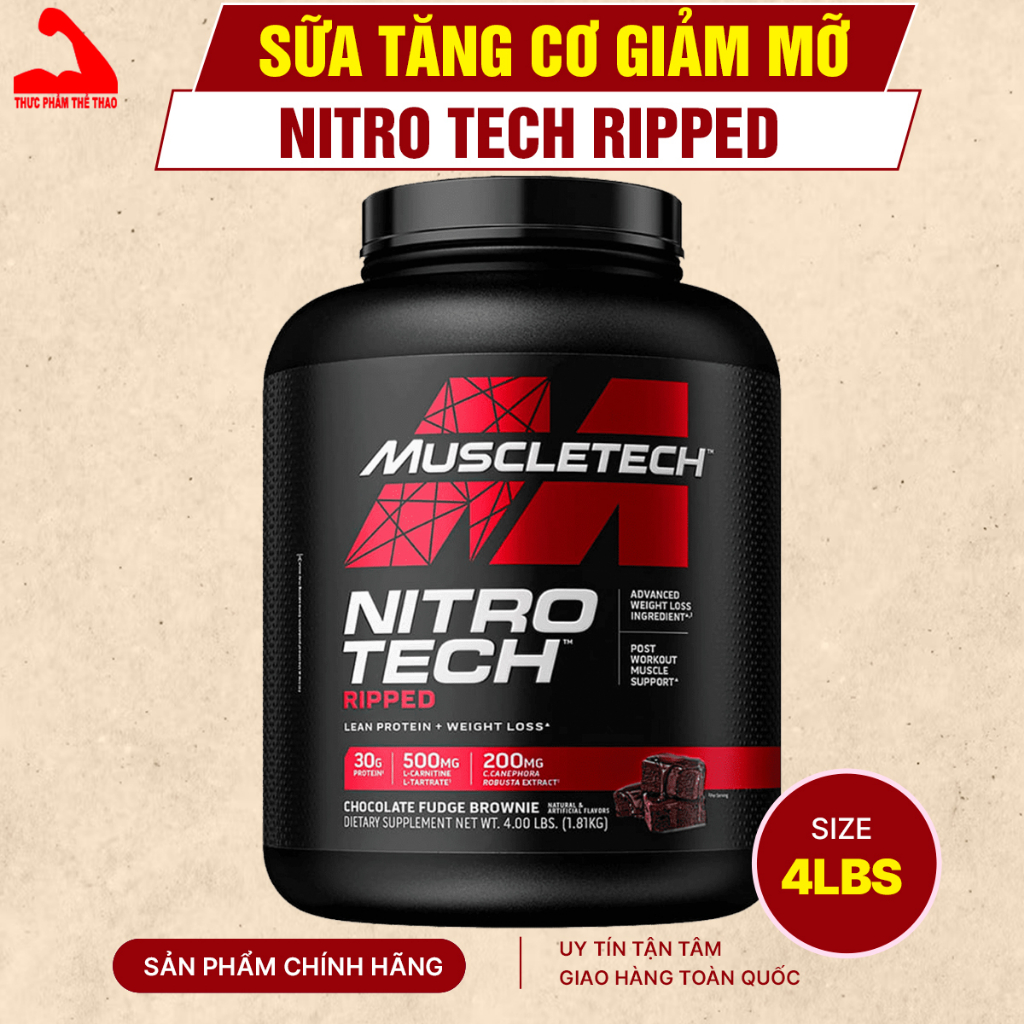 THỰC PHẨM THỂ THAO
SỮA TĂNG CƠ GIẢM MỠ
NITRO TECH RIPPED
MUSCLETECH™
NITRO
TECH™
RIPPED
LEAN PROTEIN + WEIGHT LOSS▲
ADVANCED
WEIGHT LOSS
INGREDIENT
POST
WORKOUT
MUSCLE
SUPPORT▲
30G
PROTEIN
500MG
L-CARNITINE
L-TARTRATE
200MG
C.CANEPHORA
ROBUSTA EXTRACT
CHOCOLATE FUDGE BROWNIE
NATURAL &
ARTIFICIAL FLAVORS
DIETARY SUPPLEMENT NET WT. 4.00 LBS. (1.81KG)
SIZE
4LBS
SẢN PHẨM CHÍNH HÃNG
UY TÍN TẬN TÂM
GIAO HÀNG TOÀN QUỐC